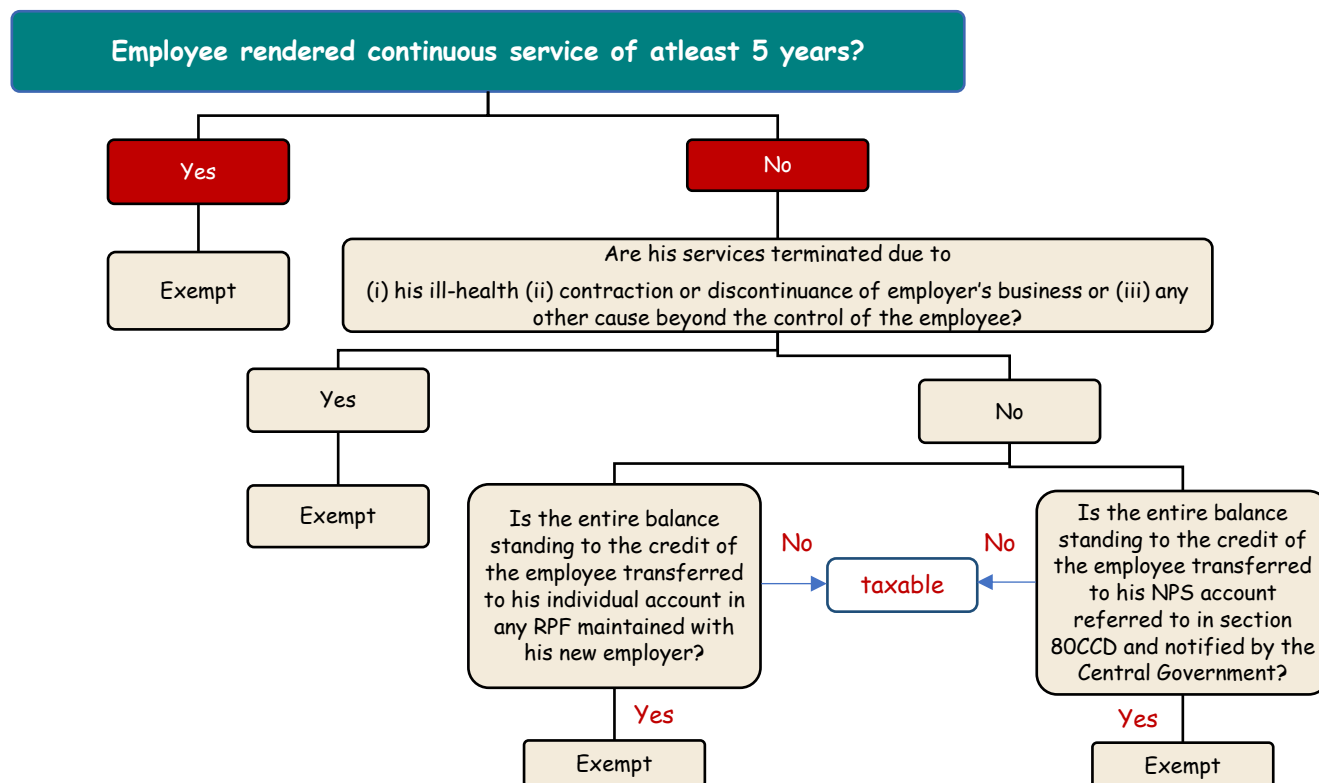 Employee rendered continuous service of atleast 5 years?
Yes
No
Exempt
Are his services terminated due to
(i) his ill-health (ii) contraction or discontinuance of employer's business or (iii) any
other cause beyond the control of the employee?
Yes
No
Exempt
Is the entire balance
standing to the credit of
the employee transferred
to his individual account in
any RPF maintained with
his new employer?
No
taxable
No
Is the entire balance
standing to the credit of
the employee transferred
to his NPS account
referred to in section
80CCD and notified by the
Central Government?
Yes
Yes
Exempt
Exempt